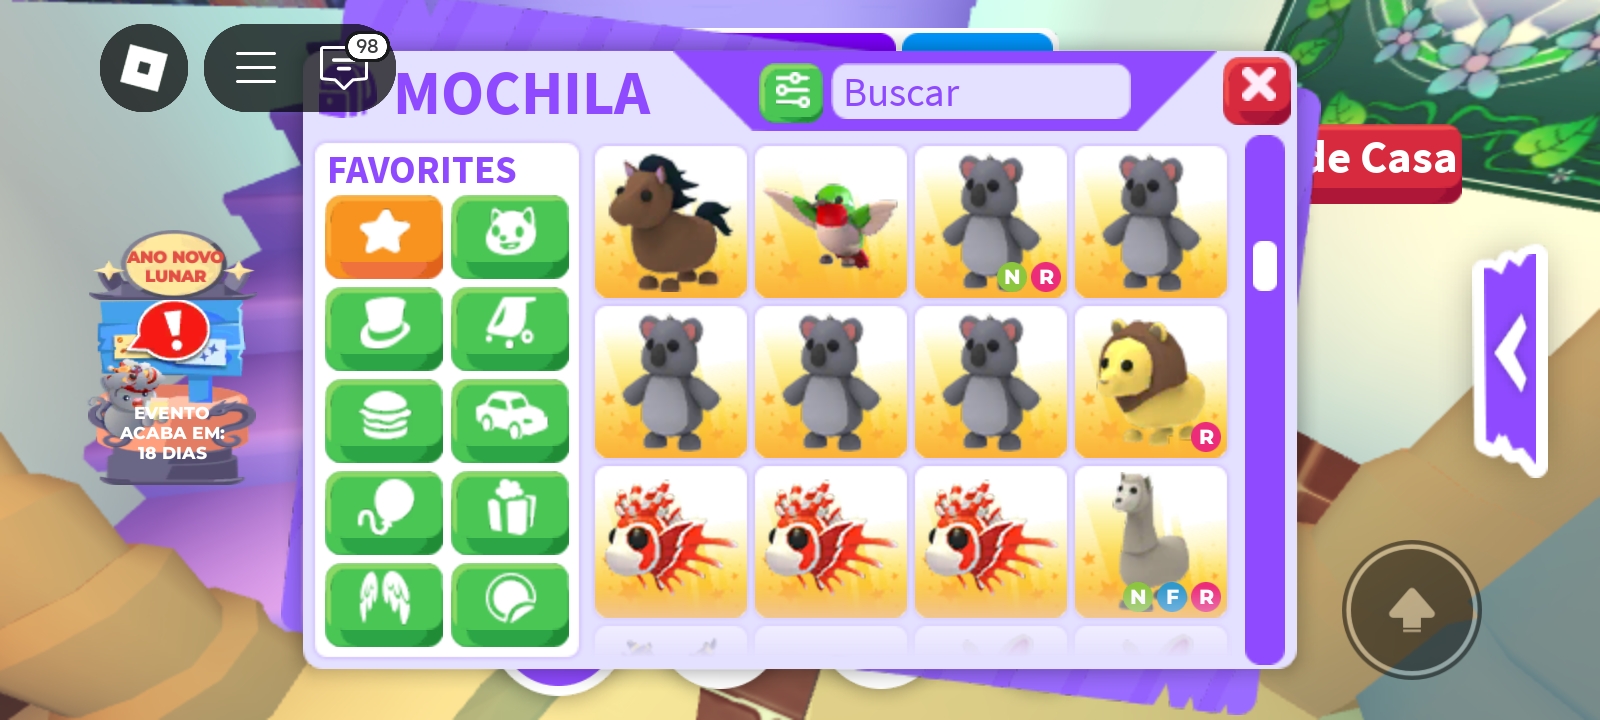 98
MOCHILA
Buscar
FAVORITES
de Casa
ANO NOVO
LUNAR
!
EVENTO
ACABA EM:
18 DIAS
N R
R
N F R